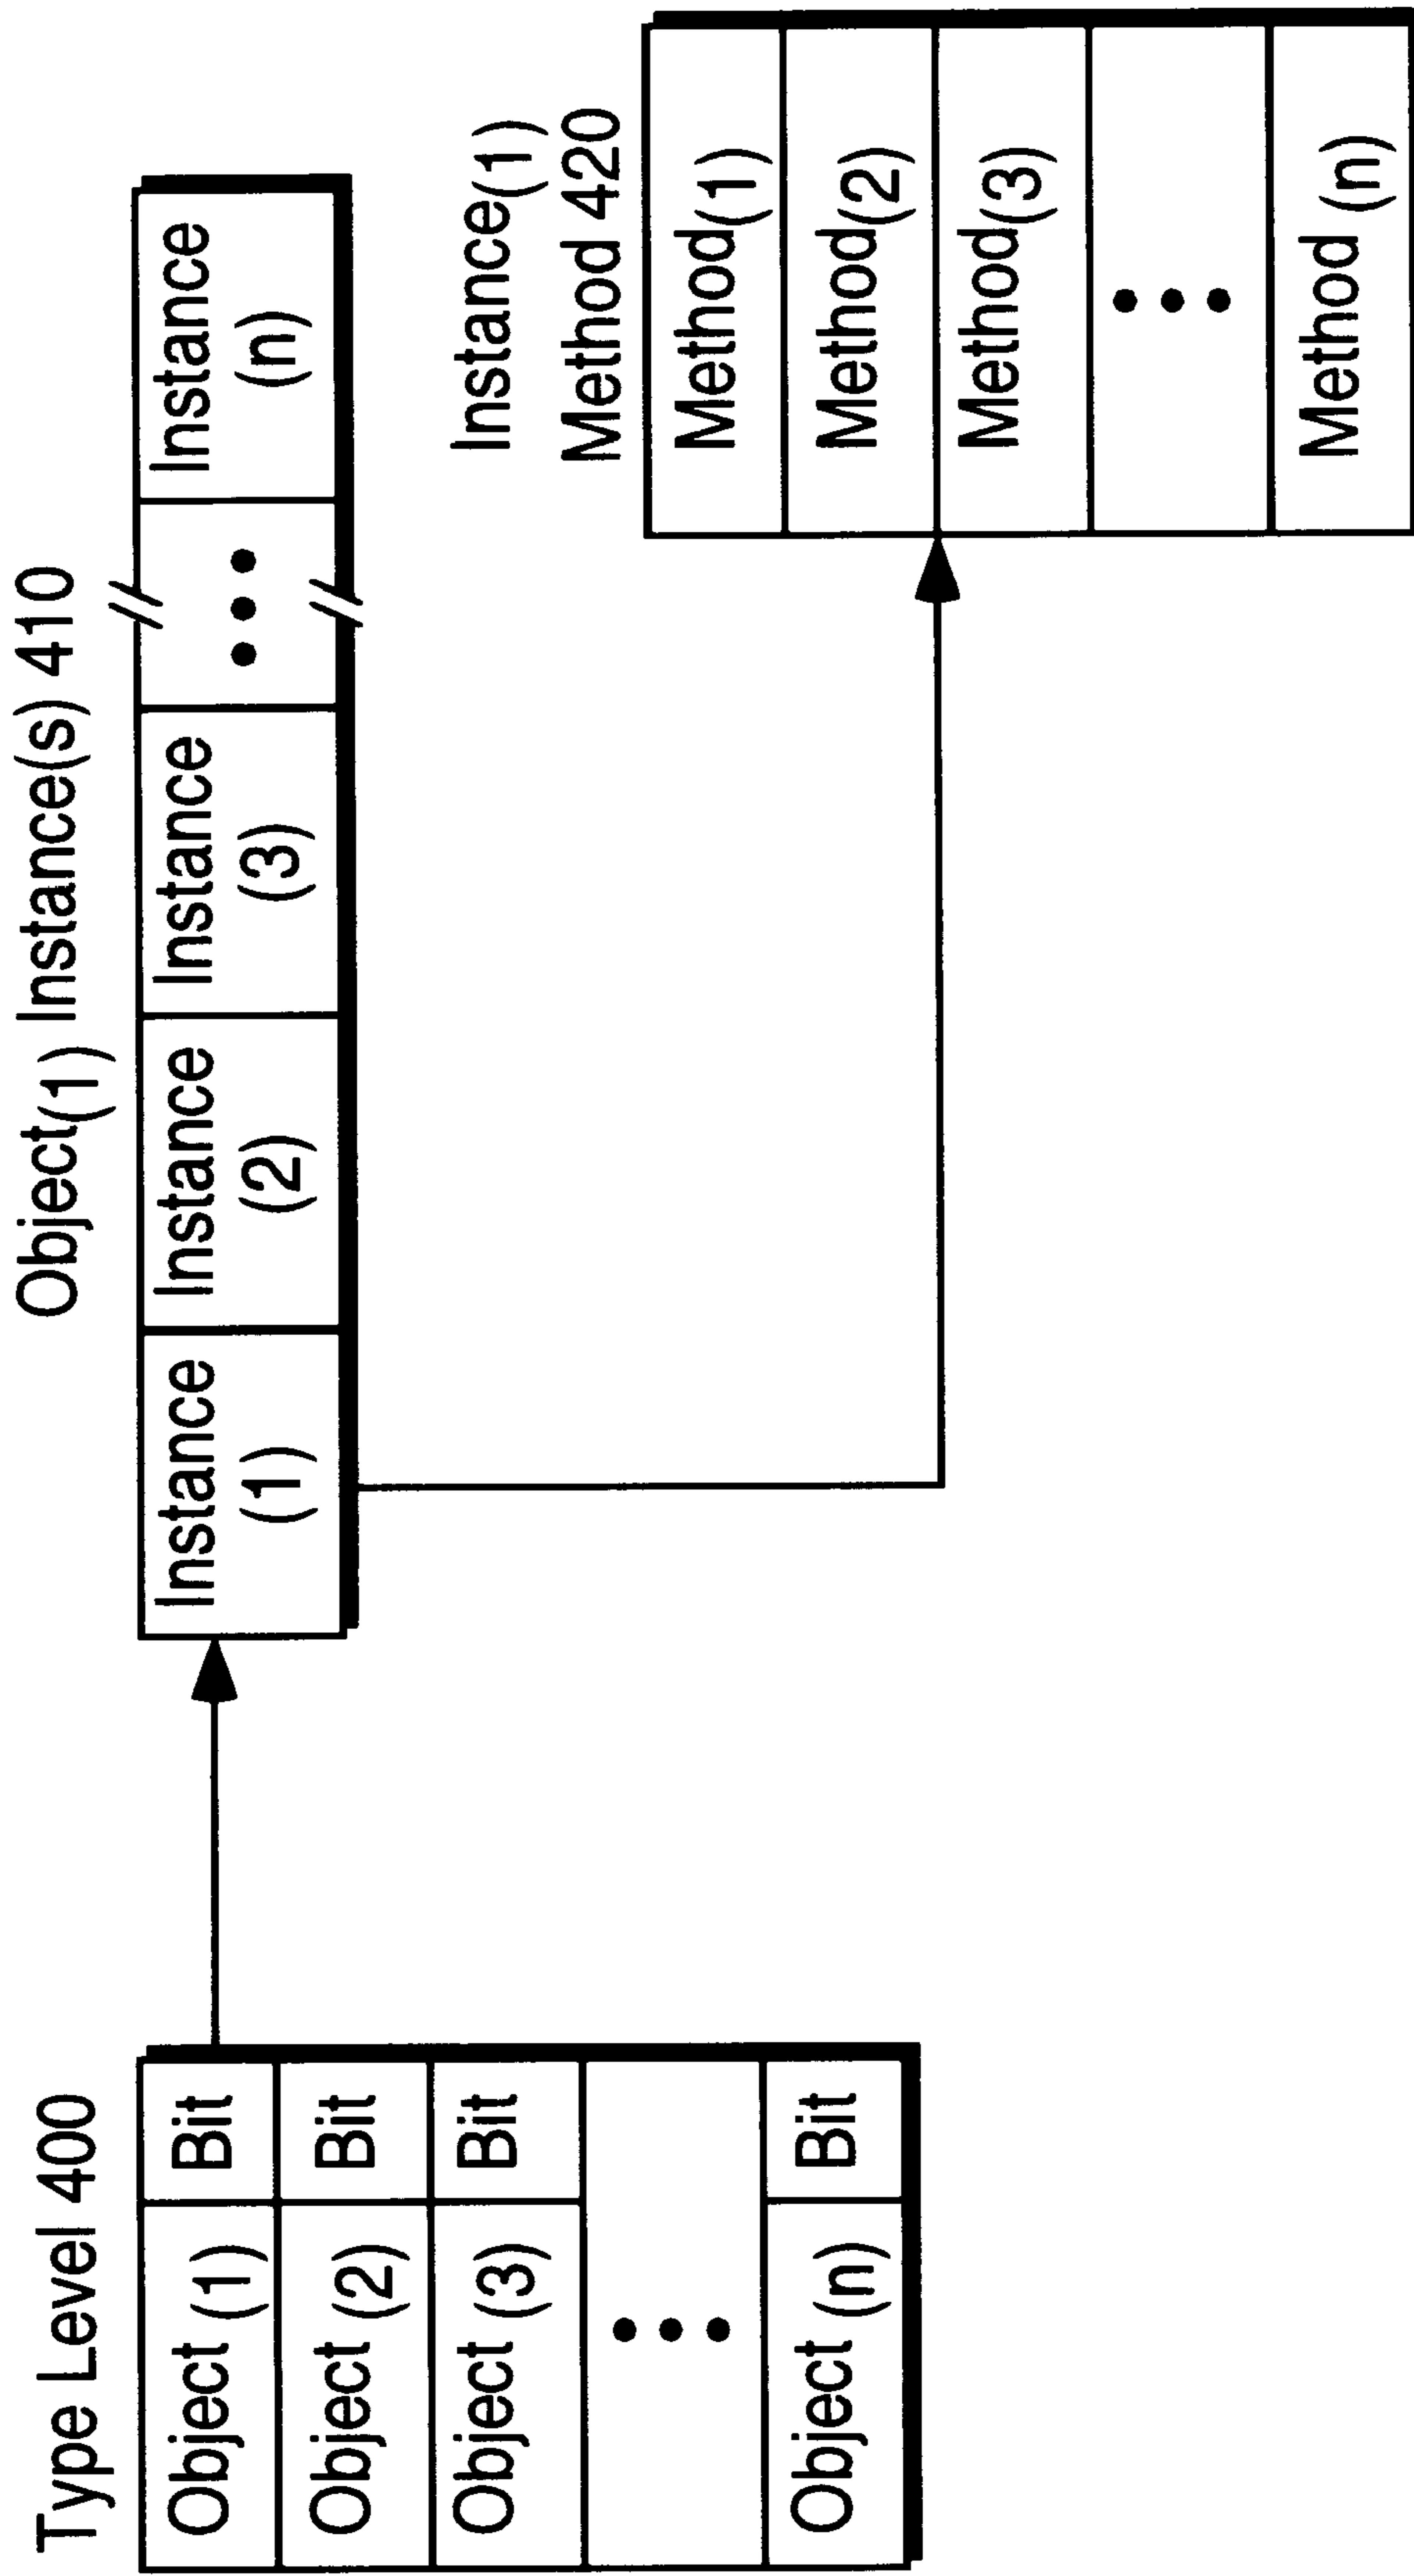 Type Level 400
Object (1) Bit
Object (2) Bit
Object (3) Bit
Object (n) Bit
Object(1) Instance(s) 410
Instance
(1)
Instance
(2)
Instance
(3)
Instance
(n)
Instance(1)
Method 420
Method(1)
Method(2)
Method(3)
Method (n)